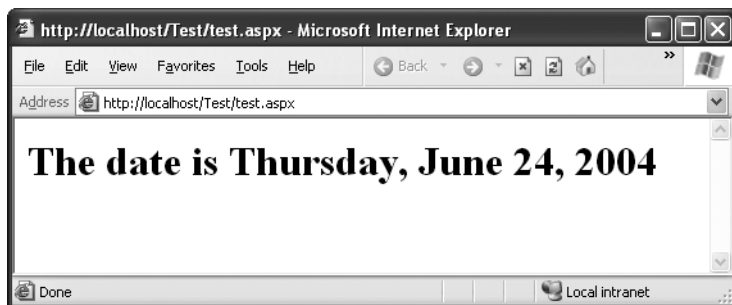 http://localhost/Test/test.aspx - Microsoft Internet Explorer
File Edit View Favorites Tools Help Back »
Address http://localhost/Test/test.aspx
The date is Thursday, June 24, 2004
Done Local intranet